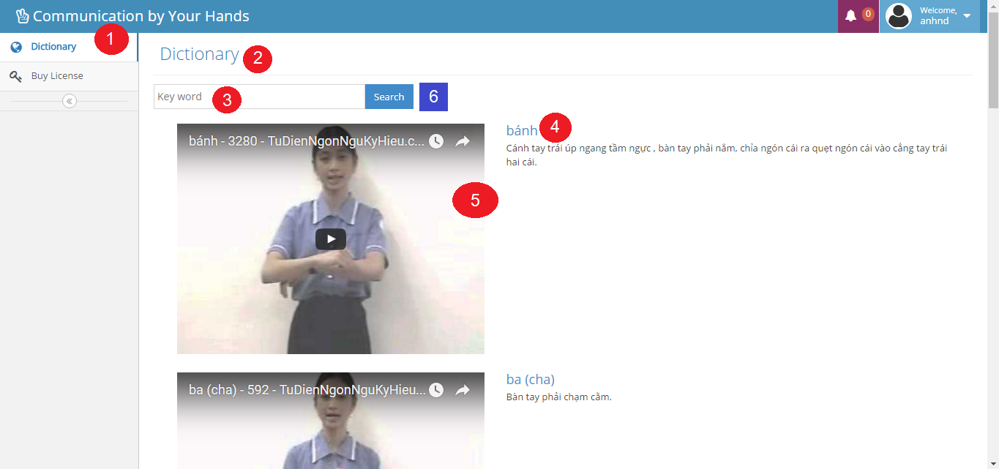 Communication by Your Hands
0
Welcome,
anhnd
1
Dictionary
Buy License
Dictionary
2
Key word
3
Search
6
bánh - 3280 - TuDienNgonNguKyHieu.c...
bánh
4
Cánh tay trái úp ngang tầm ngực , bàn tay phải nắm, chỉa ngón cái ra quẹt ngón cái vào cẳng tay trái
hai cái.
5
ba (cha) - 592 - TuDienNgonNguKyHieu...
ba (cha)
Bàn tay phải chạm cằm.